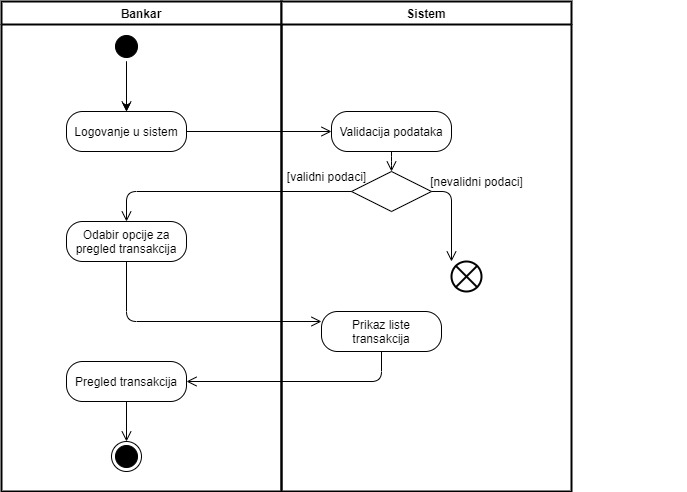 Bankar
Sistem
Logovanje u sistem
Validacija podataka
[validni podaci]
[nevalidni podaci]
Odabir opcije za
pregled transakcija
Prikaz liste
transakcija
Pregled transakcija